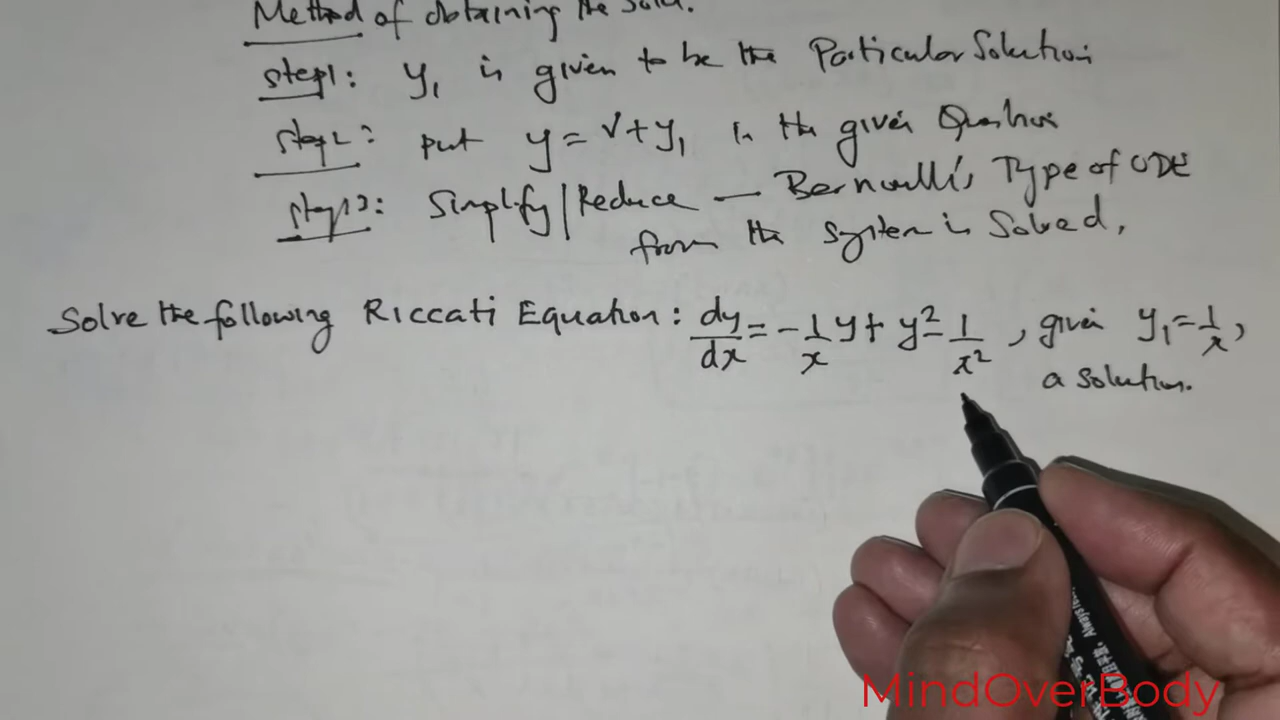 Method of obtaining the Soln.
step1: y₁ is given to be the Particular Solution
step2: put y = v + y₁ in the given Question
step3: Simplify/Reduce — Bernoulli's Type of ODE
from the system is Solved,
Solve the following Riccati Equation: dy/dx = -1/x y + y² - 1/x², given y₁ = 1/x,
a solution.
MindOverBody